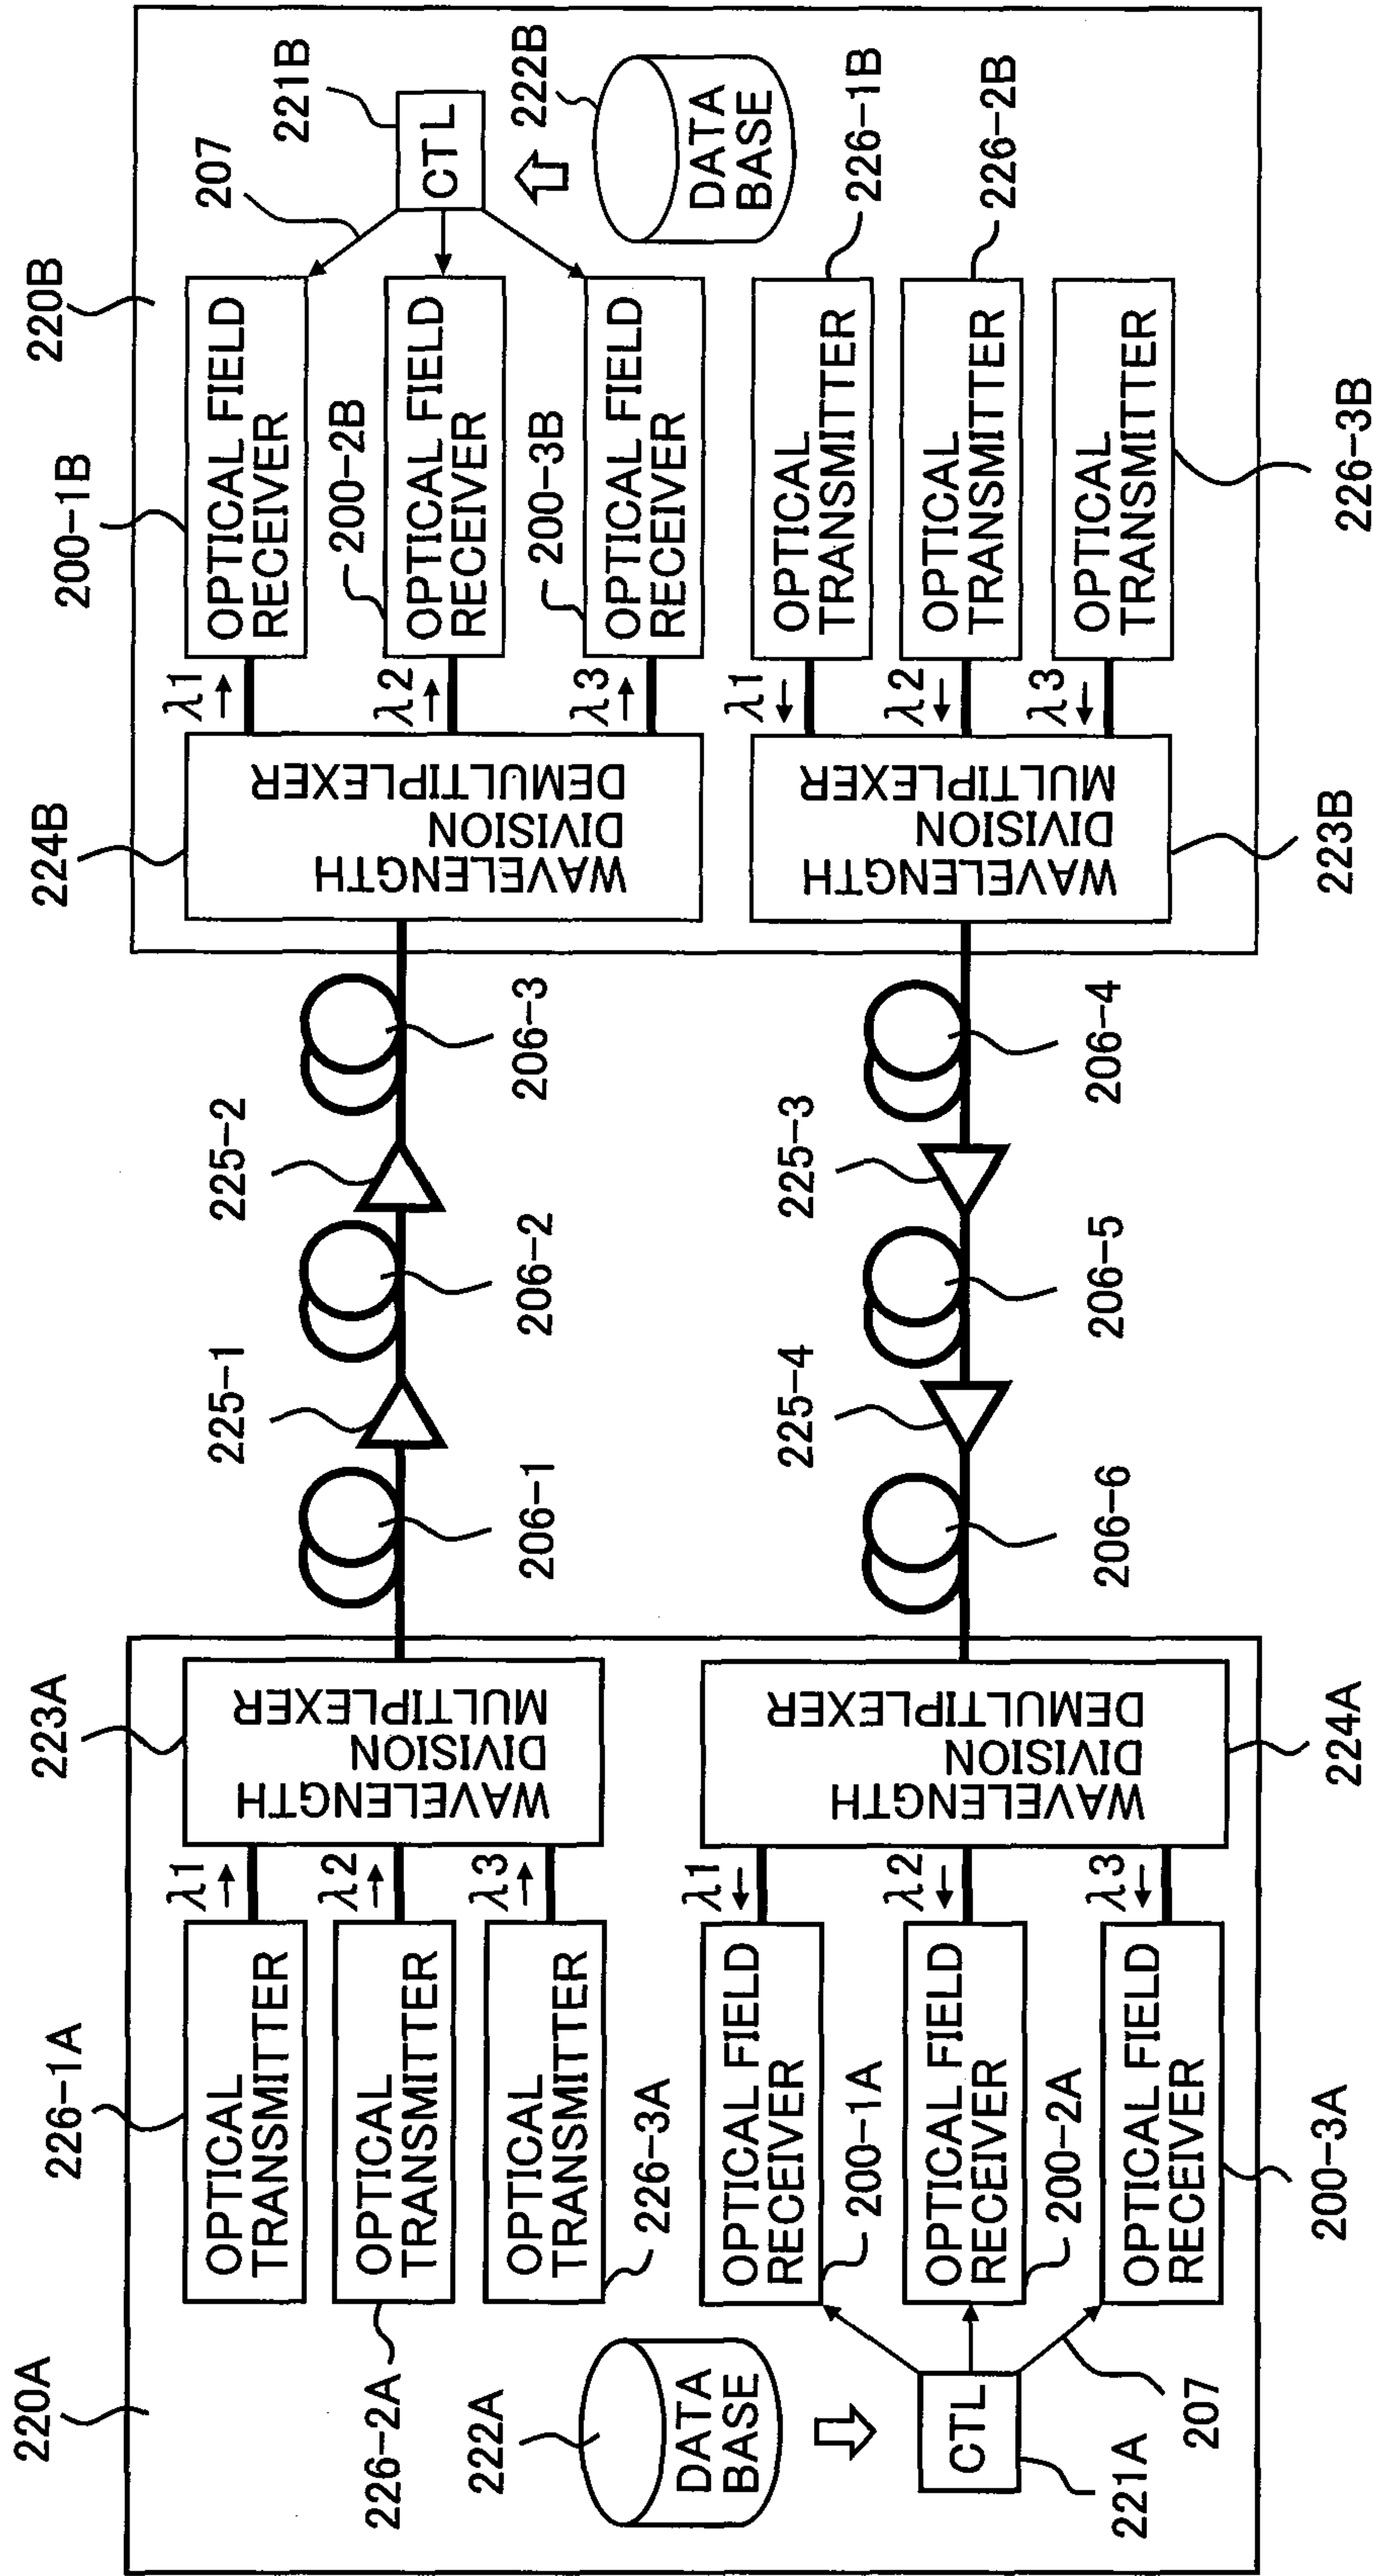 220A
226-1A
OPTICAL
TRANSMITTER
λ1
226-2A
OPTICAL
TRANSMITTER
λ2
OPTICAL
TRANSMITTER
λ3
226-3A
223A
WAVELENGTH
DIVISION
MULTIPLEXER
222A
DATA
BASE
CTL
221A
207
OPTICAL FIELD
RECEIVER
λ1
200-1A
OPTICAL FIELD
RECEIVER
λ2
200-2A
OPTICAL FIELD
RECEIVER
λ3
200-3A
WAVELENGTH
DIVISION
DEMULTIPLEXER
224A
206-1
225-1
206-2
225-2
206-3
206-6
225-4
206-5
225-3
206-4
220B
224B
WAVELENGTH
DIVISION
DEMULTIPLEXER
200-1B
λ1
OPTICAL FIELD
RECEIVER
200-2B
λ2
OPTICAL FIELD
RECEIVER
200-3B
λ3
OPTICAL FIELD
RECEIVER
207
CTL
221B
222B
DATA
BASE
WAVELENGTH
DIVISION
MULTIPLEXER
223B
λ1
OPTICAL
TRANSMITTER
226-1B
λ2
OPTICAL
TRANSMITTER
226-2B
λ3
OPTICAL
TRANSMITTER
226-3B